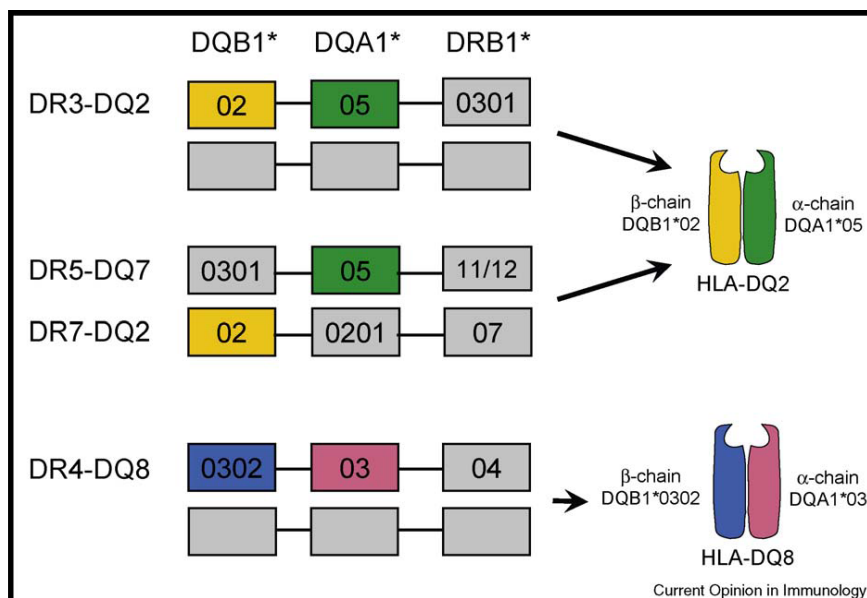 DQB1* DQA1* DRB1*
DR3-DQ2 02 05 0301
β-chain
DQB1*02
α-chain
DQA1*05
HLA-DQ2
DR5-DQ7 0301 05 11/12
DR7-DQ2 02 0201 07
DR4-DQ8 0302 03 04
β-chain
DQB1*0302
α-chain
DQA1*03
HLA-DQ8
Current Opinion in Immunology